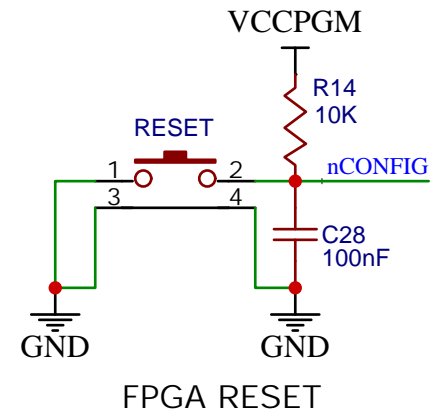 VCCPGM
R14
10K
RESET
1
2
nCONFIG
3
4
C28
100nF
GND
GND
FPGA RESET